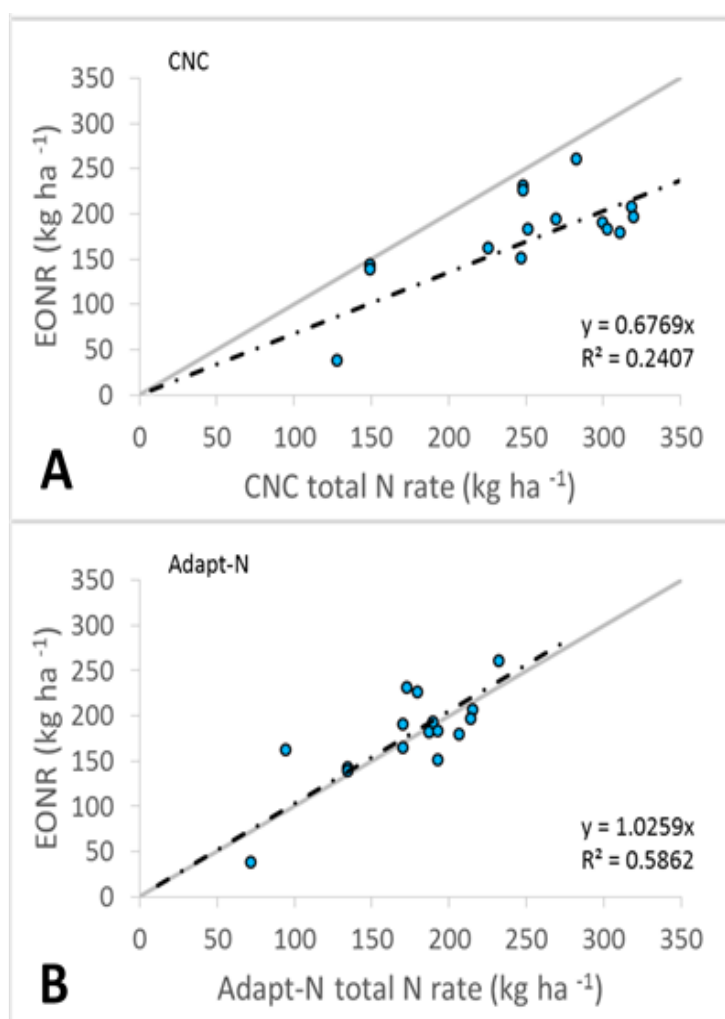 CNC
350
300
250
200
150
100
50
0
EONR (kg ha ⁻¹)
y = 0.6769x
R² = 0.2407
0 50 100 150 200 250 300 350
A
CNC total N rate (kg ha ⁻¹)
Adapt-N
350
300
250
200
150
100
50
0
EONR (kg ha ⁻¹)
y = 1.0259x
R² = 0.5862
0 50 100 150 200 250 300 350
B
Adapt-N total N rate (kg ha ⁻¹)